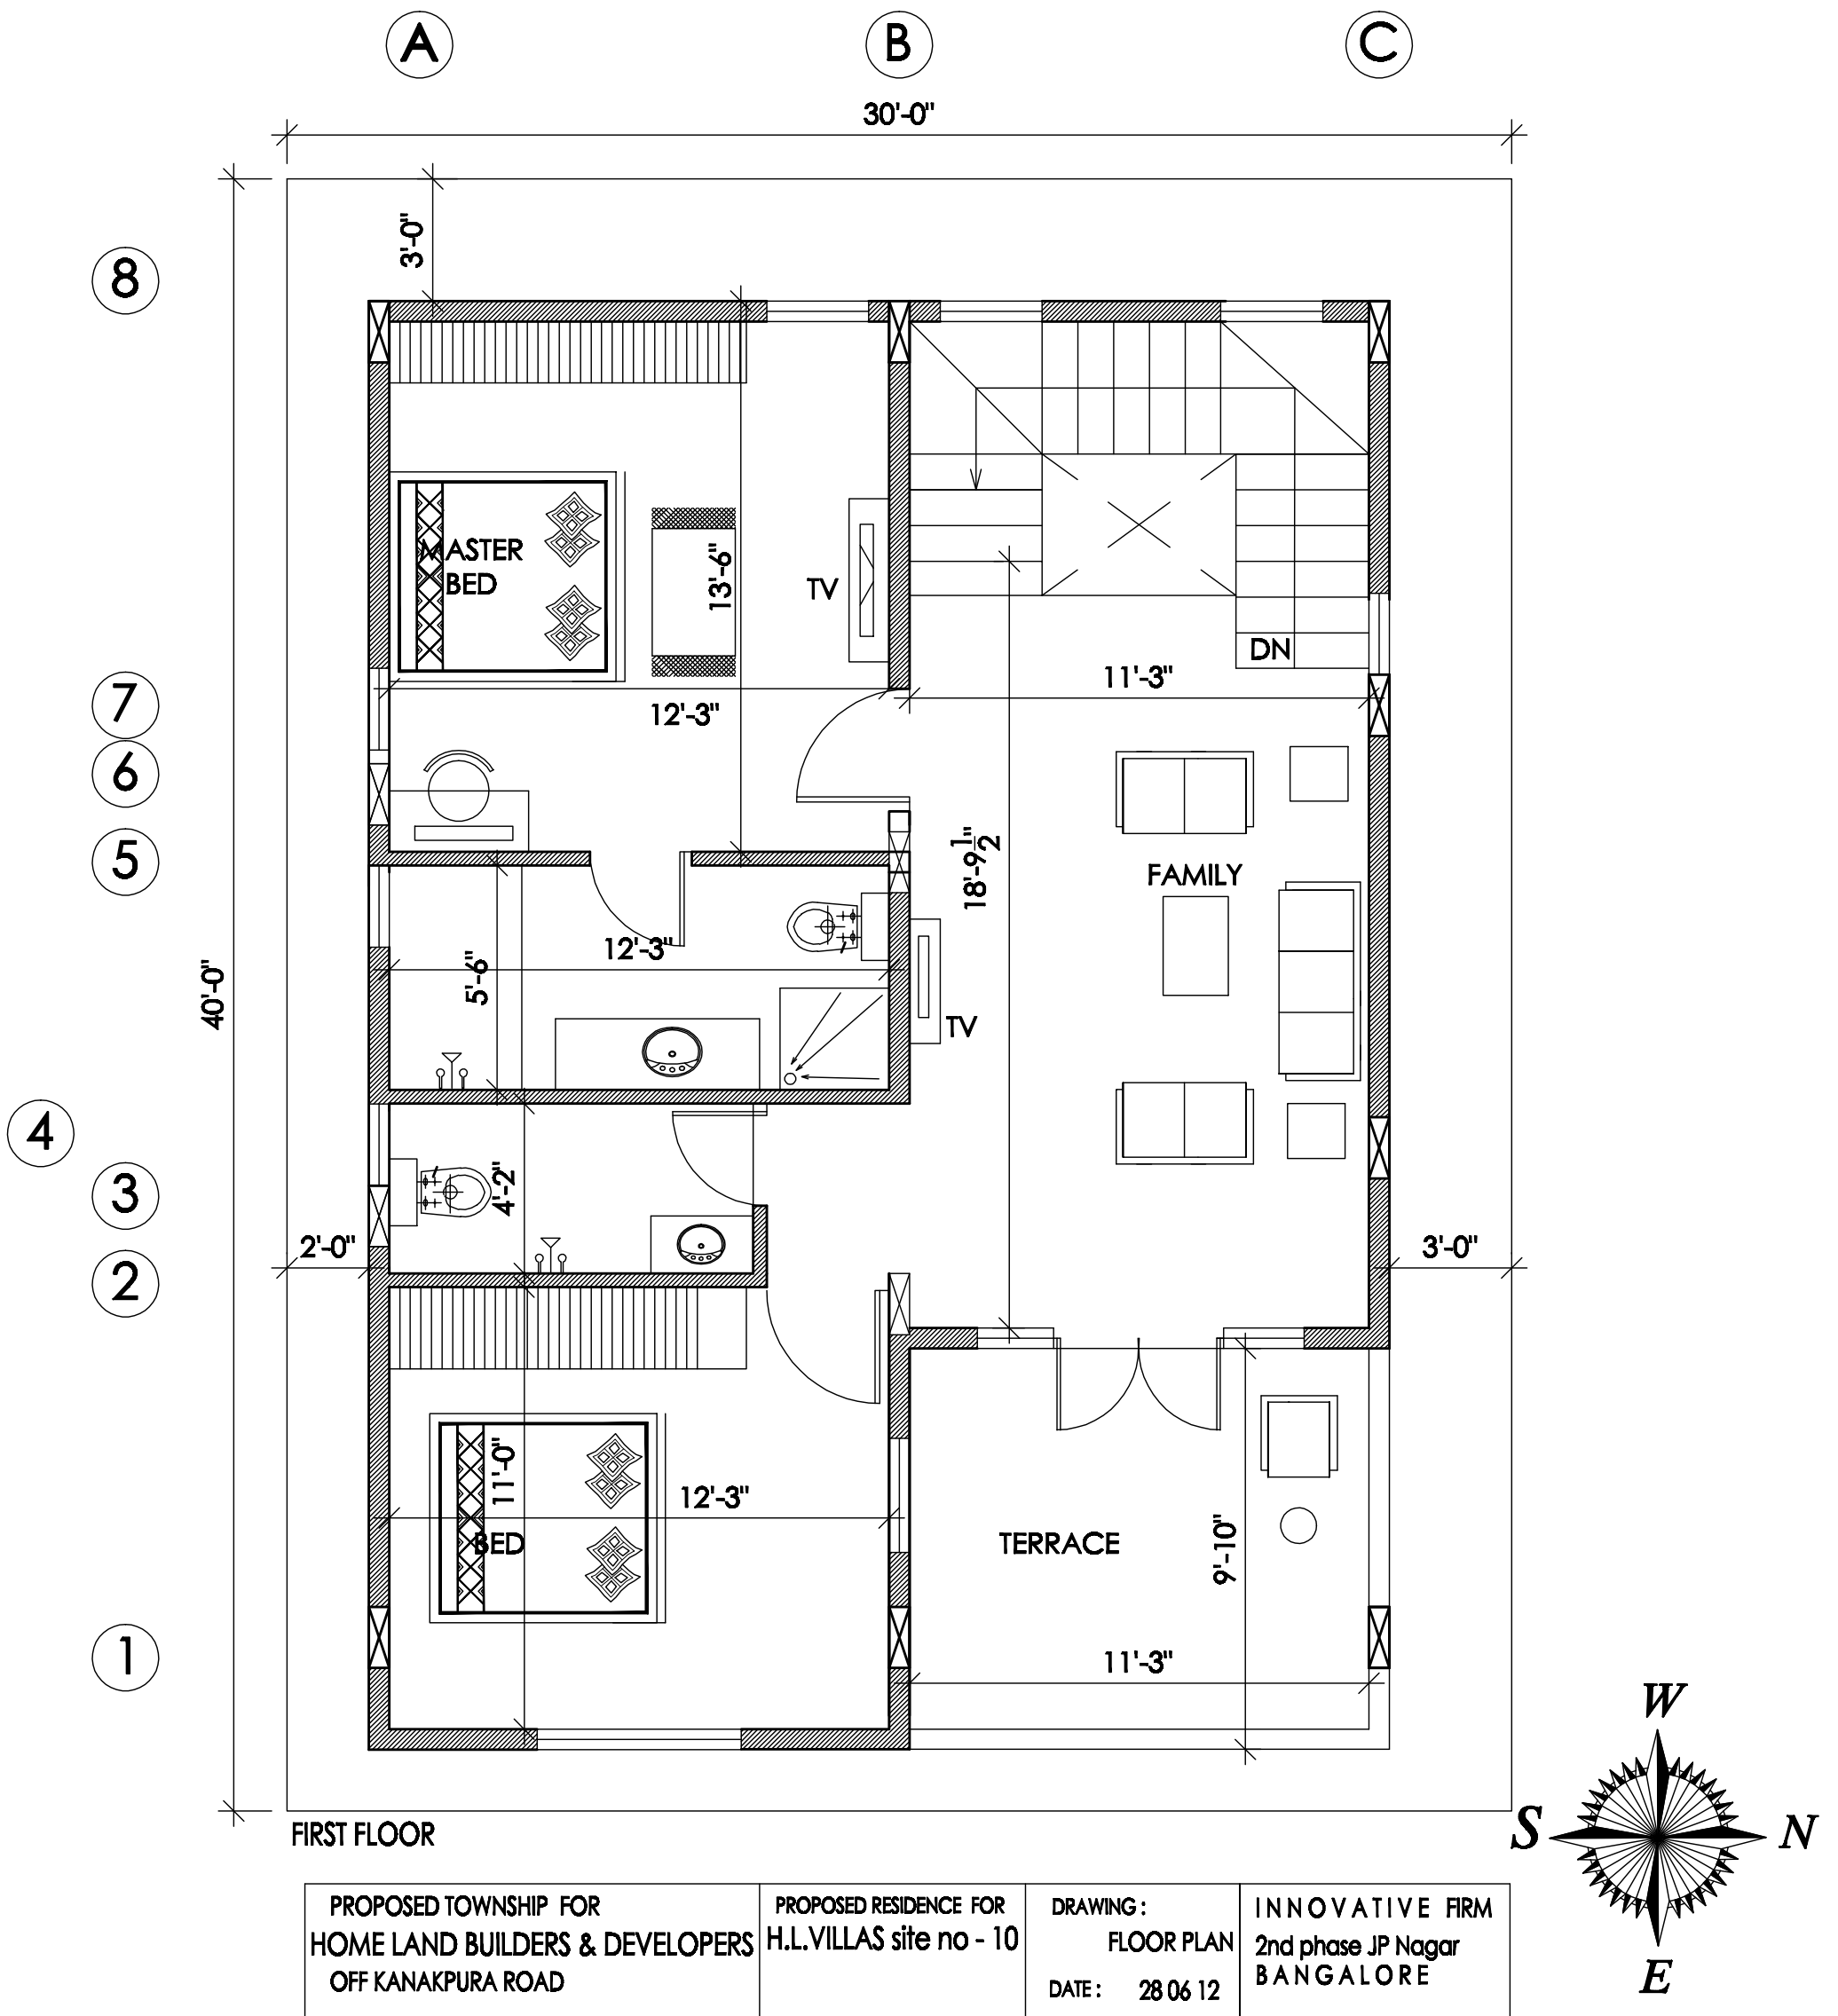 A B C
30'-0"
3'-0"
8
MASTER
BED
13'-6"
TV
DN
11'-3"
7
12'-3"
6
5
18'-9 1/2"
FAMILY
12'-3"
5'-6"
40'-0"
TV
4
3
4'-2"
2'-0"
3'-0"
2
11'-0"
12'-3"
BED
TERRACE
9'-10"
1
11'-3"
W
S N
E
FIRST FLOOR
PROPOSED TOWNSHIP FOR
HOME LAND BUILDERS & DEVELOPERS
OFF KANAKPURA ROAD
PROPOSED RESIDENCE FOR
H.L.VILLAS site no - 10
DRAWING :
FLOOR PLAN
DATE : 28 06 12
INNOVATIVE FIRM
2nd phase JP Nagar
BANGALORE